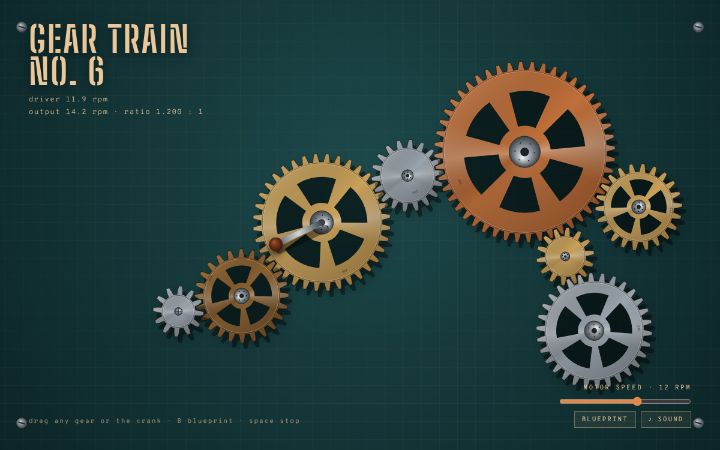 GEAR TRAIN
NO. 6
driver 11.9 rpm
output 14.2 rpm · ratio 1.200 : 1
MOTOR SPEED · 12 RPM
BLUEPRINT
♪ SOUND
drag any gear or the crank · B blueprint · space stop